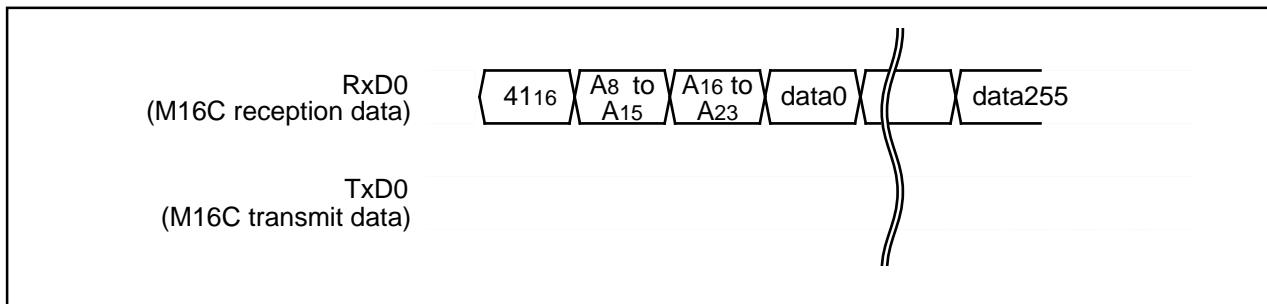 RxD0
(M16C reception data)
4116
A8 to
A15
A16 to
A23
data0
data255
TxD0
(M16C transmit data)